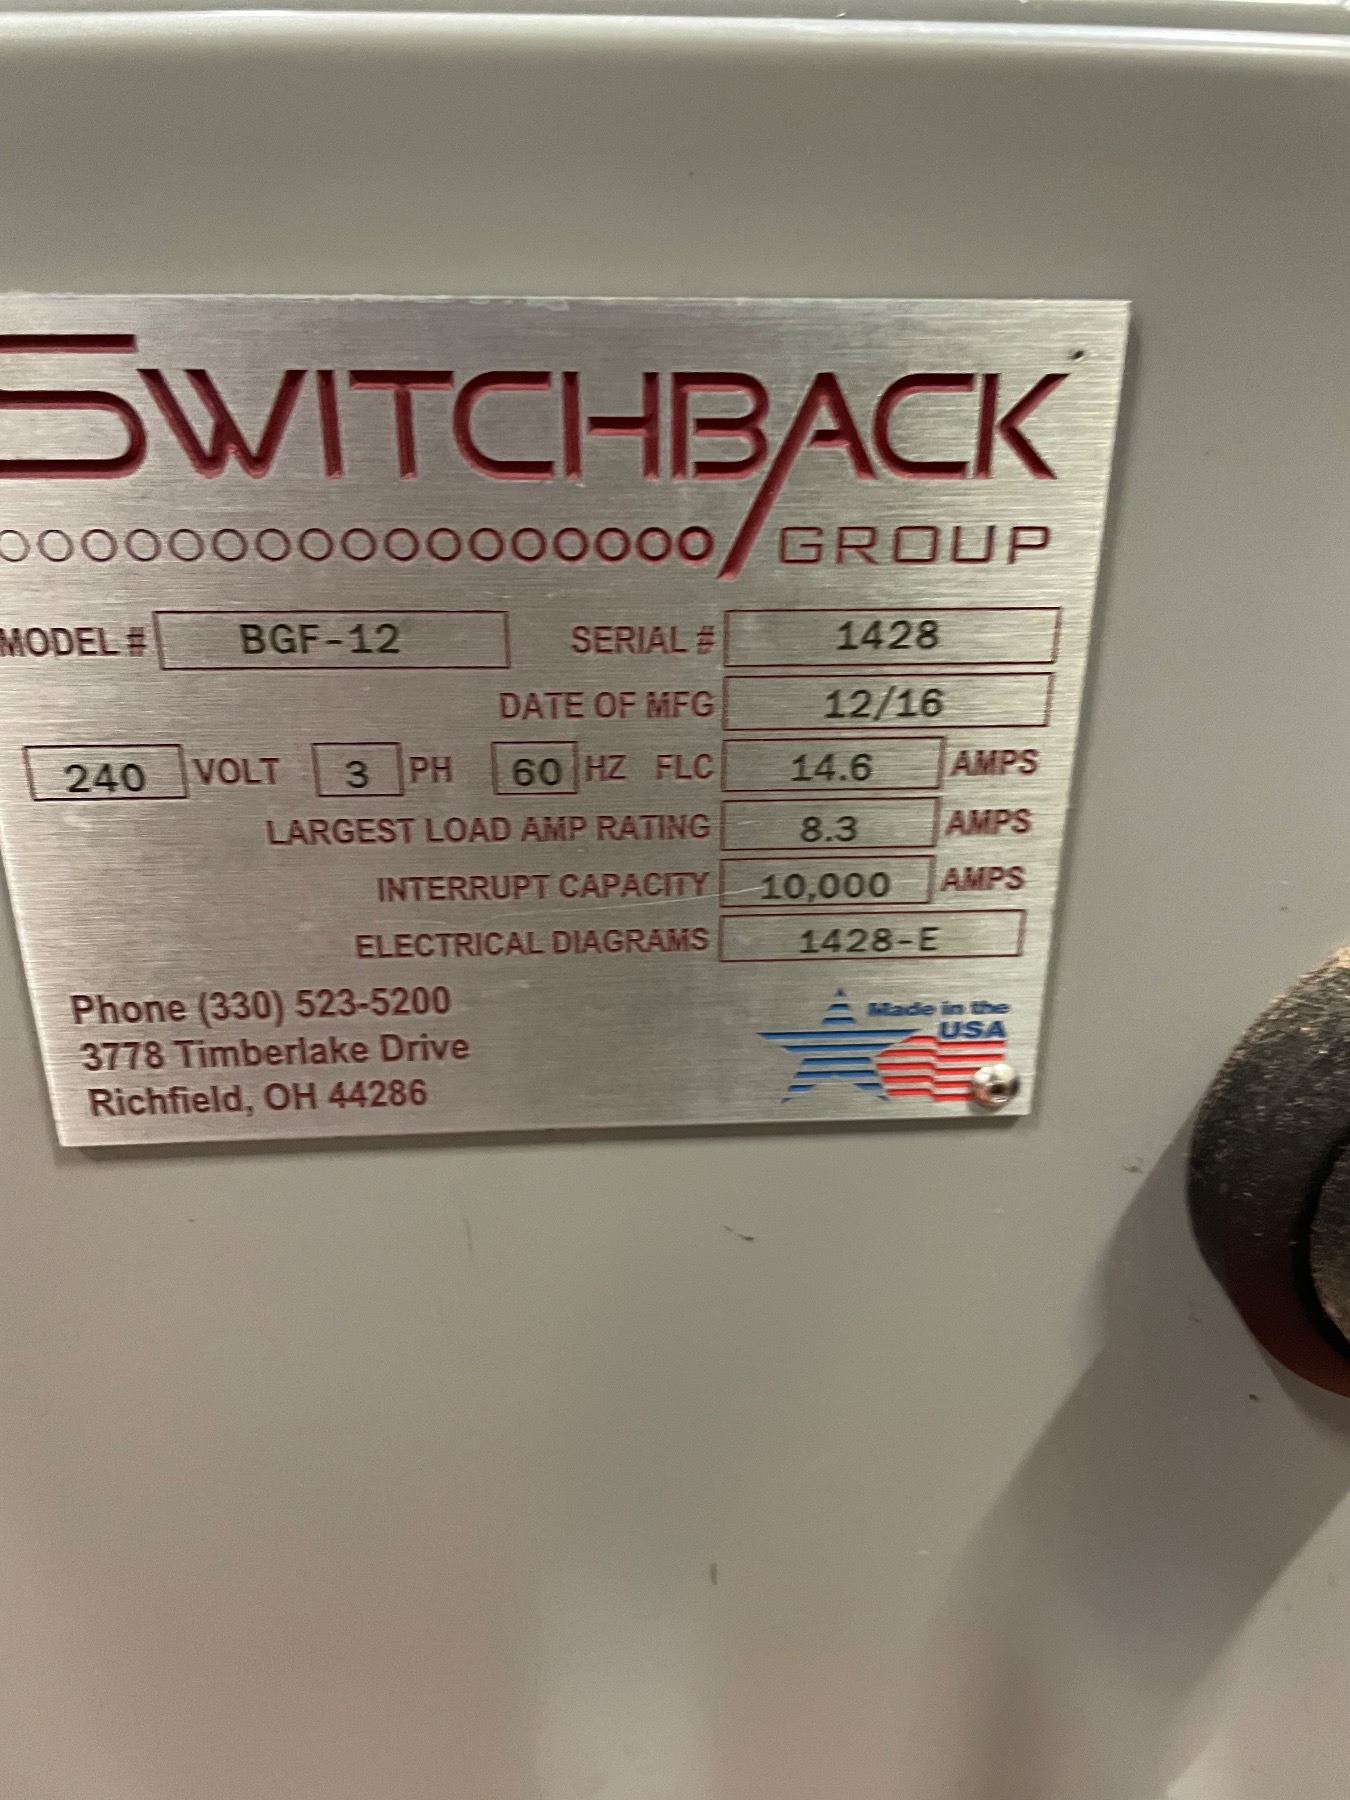 SWITCHBACK
GROUP
MODEL # BGF-12 SERIAL # 1428
DATE OF MFG 12/16
240 VOLT 3 PH 60 HZ FLC 14.6 AMPS
LARGEST LOAD AMP RATING 8.3 AMPS
INTERRUPT CAPACITY 10,000 AMPS
ELECTRICAL DIAGRAMS 1428-E
Phone (330) 523-5200
3778 Timberlake Drive
Richfield, OH 44286
Made in the
USA